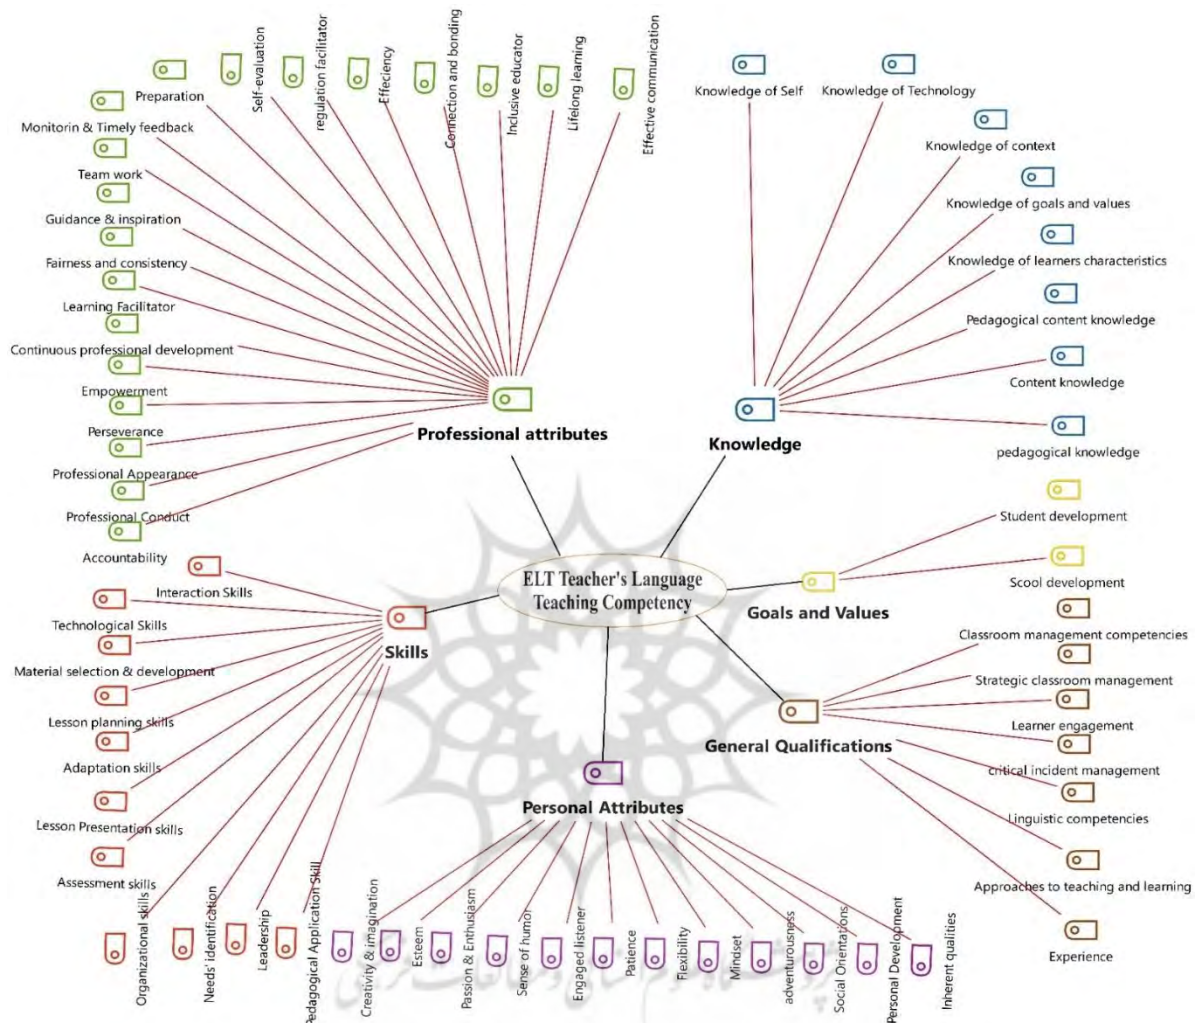 Self-evaluation
regulation facilitator
Effeciency
Connection and bonding
Inclusive educator
Lifelong learning
Effective communication
Preparation
Monitorin & Timely feedback
Team work
Guidance & inspiration
Fairness and consistency
Learning Facilitator
Continuous professional development
Empowerment
Perseverance
Professional Appearance
Professional Conduct
Accountability
Professional attributes
Knowledge of Self
Knowledge of Technology
Knowledge of context
Knowledge of goals and values
Knowledge of learners characteristics
Pedagogical content knowledge
Content knowledge
pedagogical knowledge
Knowledge
Student development
Scool development
Goals and Values
ELT Teacher's Language
Teaching Competency
Interaction Skills
Technological Skills
Material selection & development
Lesson planning skills
Adaptation skills
Lesson Presentation skills
Assessment skills
Organizational skills
Needs' identification
Leadership
Pedagogical Application Skill
Skills
Classroom management competencies
Strategic classroom management
Learner engagement
critical incident management
Linguistic competencies
Approaches to teaching and learning
Experience
General Qualifications
Personal Attributes
Creativity & imagination
Esteem
Passion & Enthusiasm
Sense of humor
Engaged listener
Patience
Flexibility
Mindset
adventurousness
Social Orientations
Personal Development
Inherent qualities